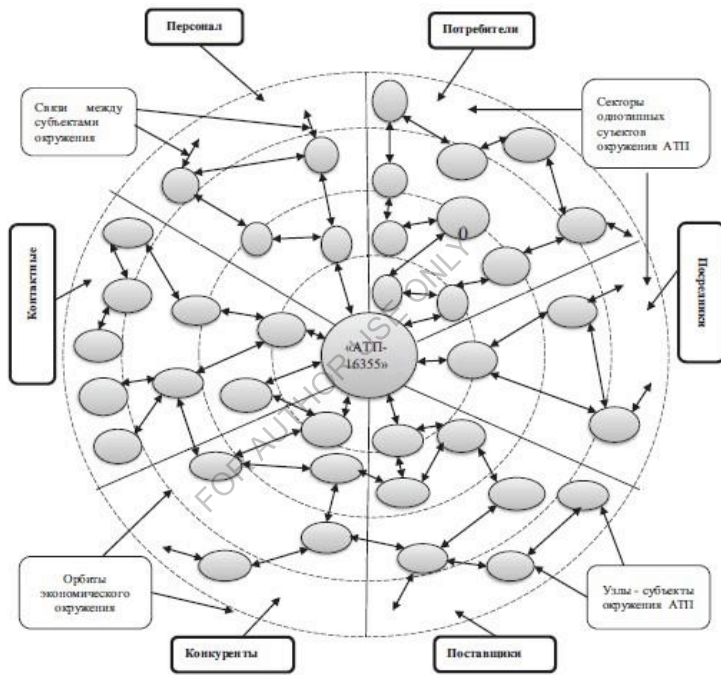 Персонал
Потребители
Связи между
субъектами
окружения
Секторы
однотипных
субъектов
окружения АТП
Контактные
Посредники
0
«АТП-
16355»
FOR AUTHOR USE ONLY
Орбиты
экономического
окружения
Узлы - субъекты
окружения АТП
Конкуренты
Поставщики